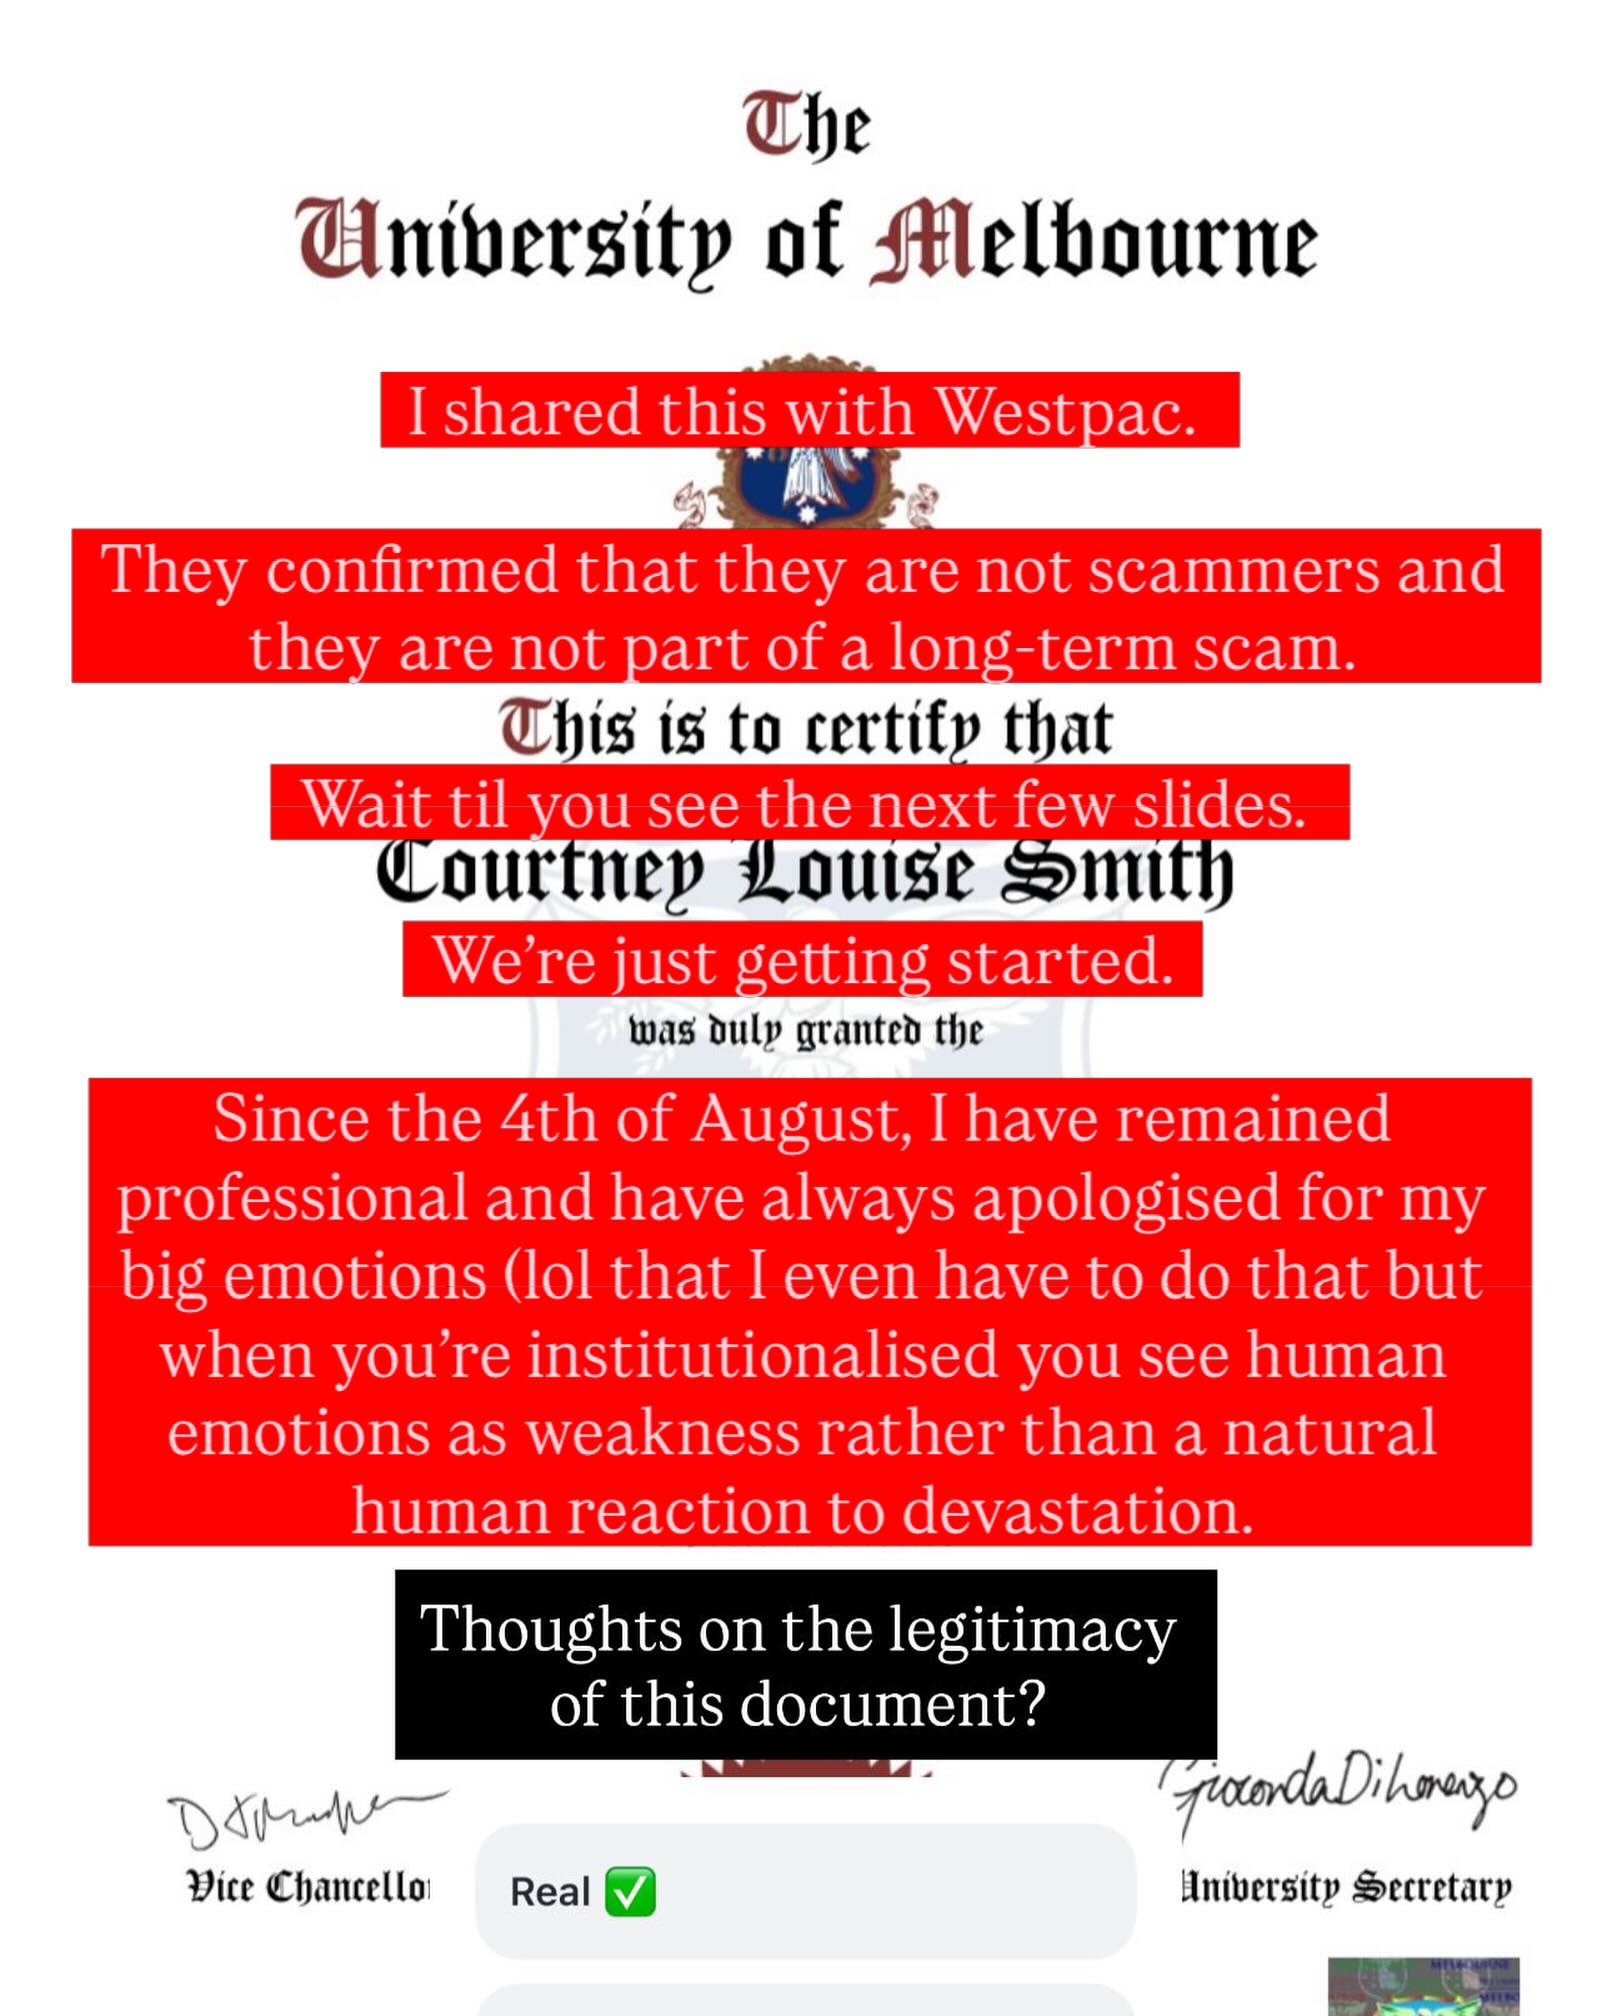 The
University of Melbourne
I shared this with Westpac.
They confirmed that they are not scammers and
they are not part of a long-term scam.
This is to certify that
Wait til you see the next few slides.
Courtney Louise Smith
We're just getting started.
was duly granted the
Since the 4th of August, I have remained
professional and have always apologised for my
big emotions (lol that I even have to do that but
when you're institutionalised you see human
emotions as weakness rather than a natural
human reaction to devastation.
Thoughts on the legitimacy
of this document?
Gioconda Di Lorenzo
Vice Chancellor
University Secretary
Real ✅
MELBOURNE